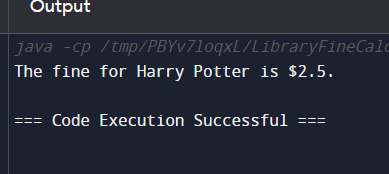 Output
java -cp /tmp/PBYv7loqxL/LibraryFineCalc
The fine for Harry Potter is $2.5.
=== Code Execution Successful ===